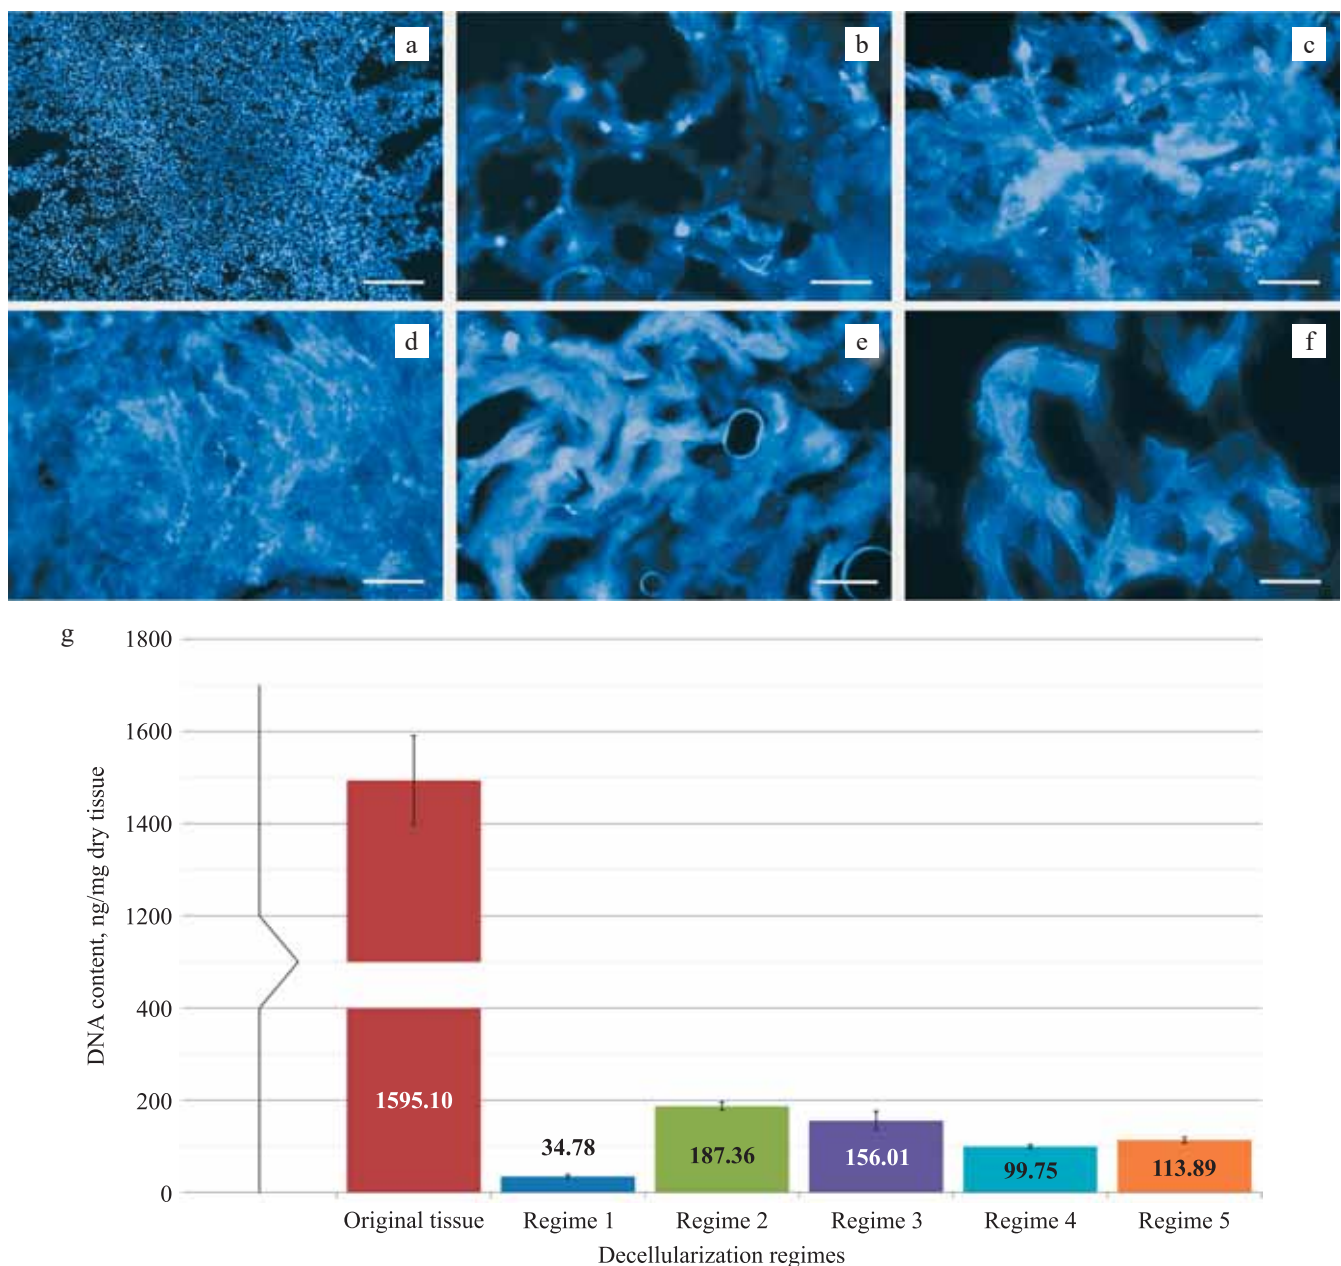 a
b
c
d
e
f
g
1800
1600
1400
1200
400
200
0
DNA content, ng/mg dry tissue
1595.10
34.78
187.36
156.01
99.75
113.89
Original tissue
Regime 1
Regime 2
Regime 3
Regime 4
Regime 5
Decellularization regimes